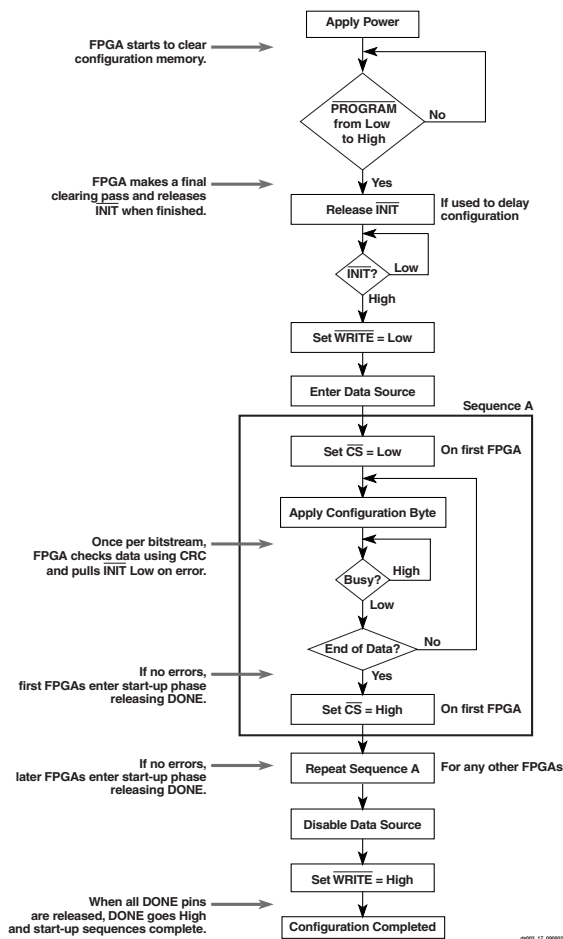 Apply Power
FPGA starts to clear
configuration memory.
PROGRAM
from Low
to High
No
Yes
FPGA makes a final
clearing pass and releases
INIT when finished.
Release INIT
If used to delay
configuration
INIT?
Low
High
Set WRITE = Low
Enter Data Source
Sequence A
Set CS = Low
On first FPGA
Apply Configuration Byte
Once per bitstream,
FPGA checks data using CRC
and pulls INIT Low on error.
Busy?
High
Low
End of Data?
No
Yes
If no errors,
first FPGAs enter start-up phase
releasing DONE.
Set CS = High
On first FPGA
If no errors,
later FPGAs enter start-up phase
releasing DONE.
Repeat Sequence A
For any other FPGAs
Disable Data Source
Set WRITE = High
When all DONE pins
are released, DONE goes High
and start-up sequences complete.
Configuration Completed